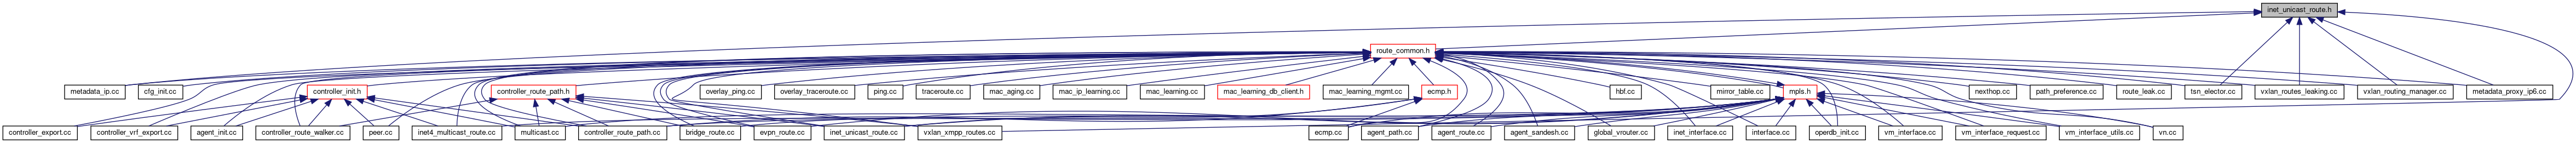 inet_unicast_route.h
route_common.h
metadata_ip.cc
cfg_init.cc
controller_init.h
controller_route_path.h
overlay_ping.cc
overlay_traceroute.cc
ping.cc
traceroute.cc
mac_aging.cc
mac_ip_learning.cc
mac_learning.cc
mac_learning_db_client.h
mac_learning_mgmt.cc
ecmp.h
hbf.cc
mirror_table.cc
mpls.h
nexthop.cc
path_preference.cc
route_leak.cc
tsn_elector.cc
vxlan_routes_leaking.cc
vxlan_routing_manager.cc
metadata_proxy_ip6.cc
controller_export.cc
controller_vrf_export.cc
agent_init.cc
controller_route_walker.cc
peer.cc
inet4_multicast_route.cc
multicast.cc
controller_route_path.cc
bridge_route.cc
evpn_route.cc
inet_unicast_route.cc
vxlan_xmpp_routes.cc
ecmp.cc
agent_path.cc
agent_route.cc
agent_sandesh.cc
global_vrouter.cc
inet_interface.cc
interface.cc
operdb_init.cc
vm_interface.cc
vm_interface_request.cc
vm_interface_utils.cc
vn.cc